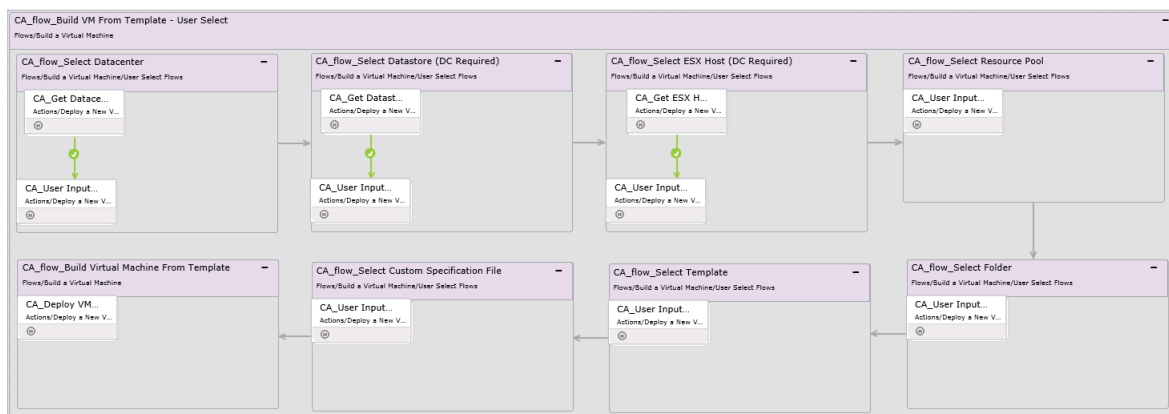 CA_flow_Build VM From Template - User Select
Flows/Build a Virtual Machine
CA_flow_Select Datacenter
Flows/Build a Virtual Machine/User Select Flows
CA_Get Datace...
Actions/Deploy a New V...
CA_User Input...
Actions/Deploy a New V...
CA_flow_Select Datastore (DC Required)
Flows/Build a Virtual Machine/User Select Flows
CA_Get Datast...
Actions/Deploy a New V...
CA_User Input...
Actions/Deploy a New V...
CA_flow_Select ESX Host (DC Required)
Flows/Build a Virtual Machine/User Select Flows
CA_Get ESX H...
Actions/Deploy a New V...
CA_User Input...
Actions/Deploy a New V...
CA_flow_Select Resource Pool
Flows/Build a Virtual Machine/User Select Flows
CA_User Input...
Actions/Deploy a New V...
CA_flow_Build Virtual Machine From Template
Flows/Build a Virtual Machine
CA_Deploy VM...
Actions/Deploy a New V...
CA_flow_Select Custom Specification File
Flows/Build a Virtual Machine/User Select Flows
CA_User Input...
Actions/Deploy a New V...
CA_flow_Select Template
Flows/Build a Virtual Machine/User Select Flows
CA_User Input...
Actions/Deploy a New V...
CA_flow_Select Folder
Flows/Build a Virtual Machine/User Select Flows
CA_User Input...
Actions/Deploy a New V...